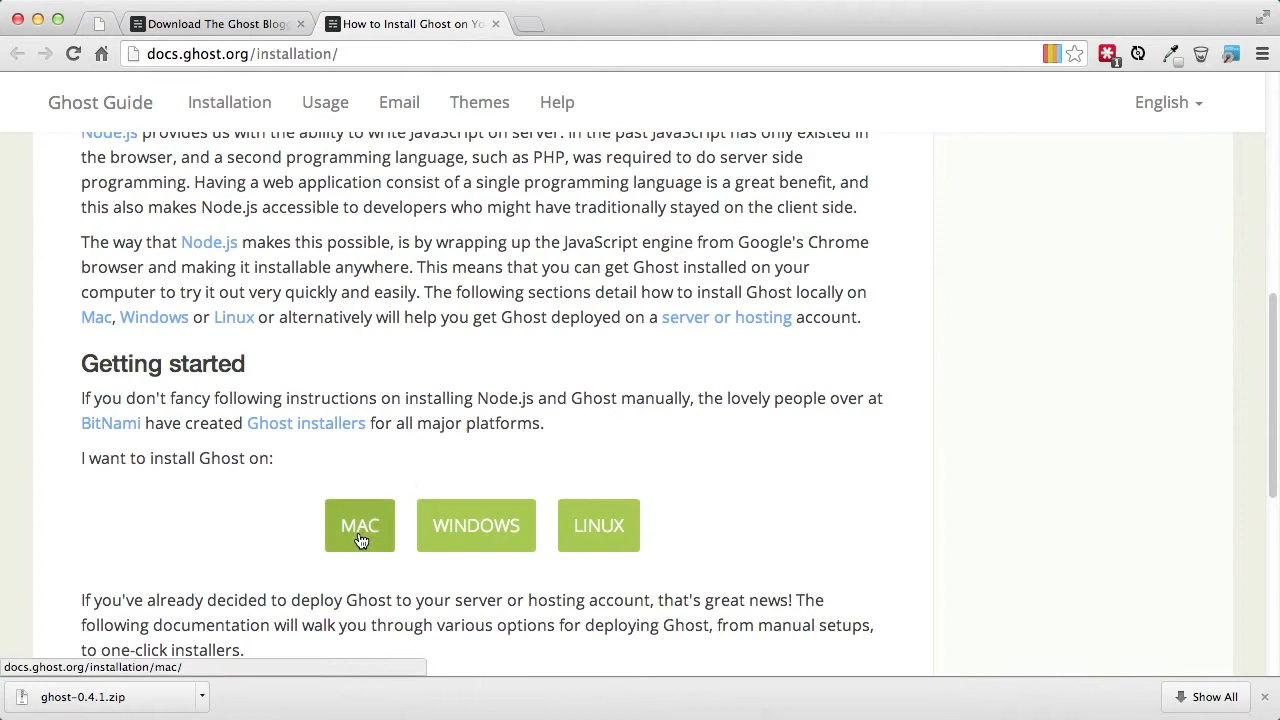 Download The Ghost Blog
How to Install Ghost on Yo
docs.ghost.org/installation/
1
Ghost Guide Installation Usage Email Themes Help English
Node.js provides us with the ability to write JavaScript on server. In the past JavaScript has only existed in
the browser, and a second programming language, such as PHP, was required to do server side
programming. Having a web application consist of a single programming language is a great benefit, and
this also makes Node.js accessible to developers who might have traditionally stayed on the client side.
The way that Node.js makes this possible, is by wrapping up the JavaScript engine from Google's Chrome
browser and making it installable anywhere. This means that you can get Ghost installed on your
computer to try it out very quickly and easily. The following sections detail how to install Ghost locally on
Mac, Windows or Linux or alternatively will help you get Ghost deployed on a server or hosting account.
Getting started
If you don't fancy following instructions on installing Node.js and Ghost manually, the lovely people over at
BitNami have created Ghost installers for all major platforms.
I want to install Ghost on:
MAC WINDOWS LINUX
If you've already decided to deploy Ghost to your server or hosting account, that's great news! The
following documentation will walk you through various options for deploying Ghost, from manual setups,
to one-click installers.
docs.ghost.org/installation/mac/
ghost-0.4.1.zip
Show All